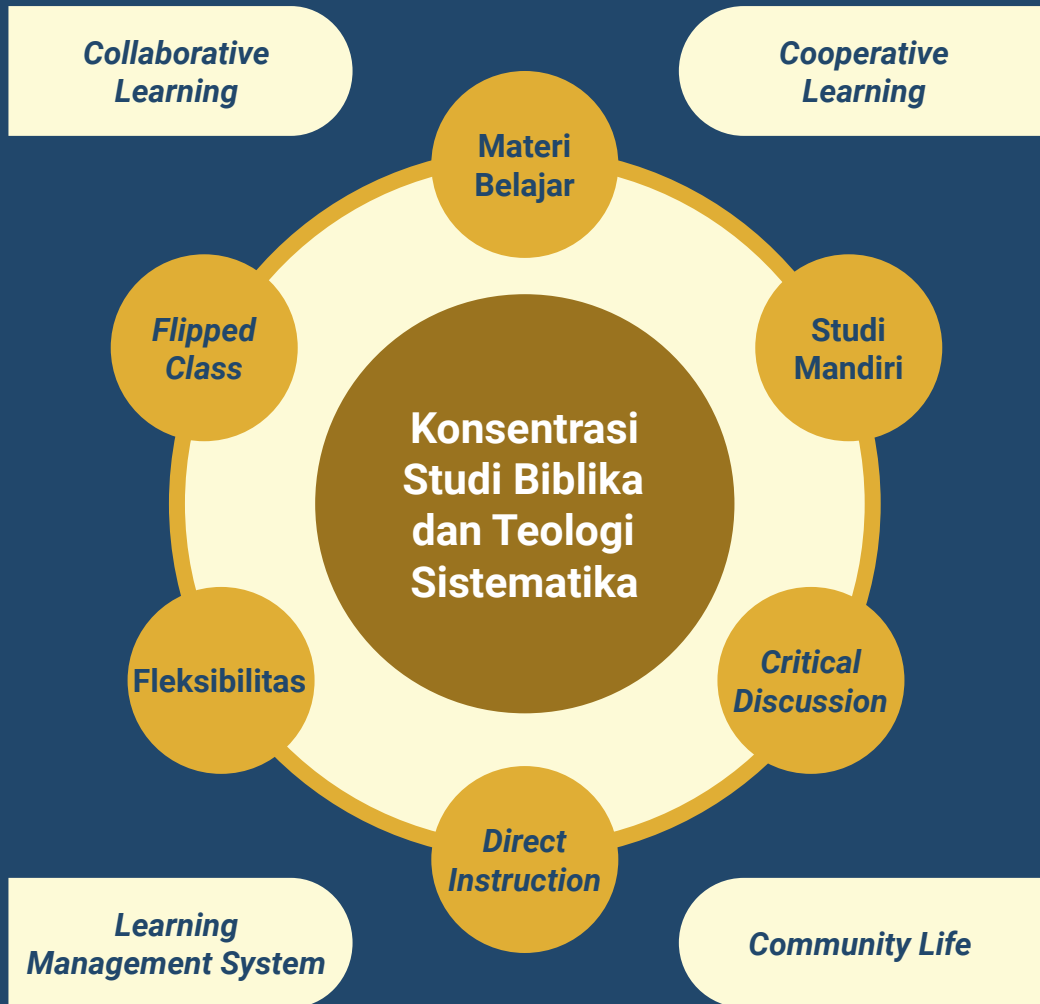 Collaborative
Learning
Cooperative
Learning
Materi
Belajar
Flipped
Class
Studi
Mandiri
Konsentrasi
Studi Biblika
dan Teologi
Sistematika
Fleksibilitas
Critical
Discussion
Direct
Instruction
Learning
Management System
Community Life